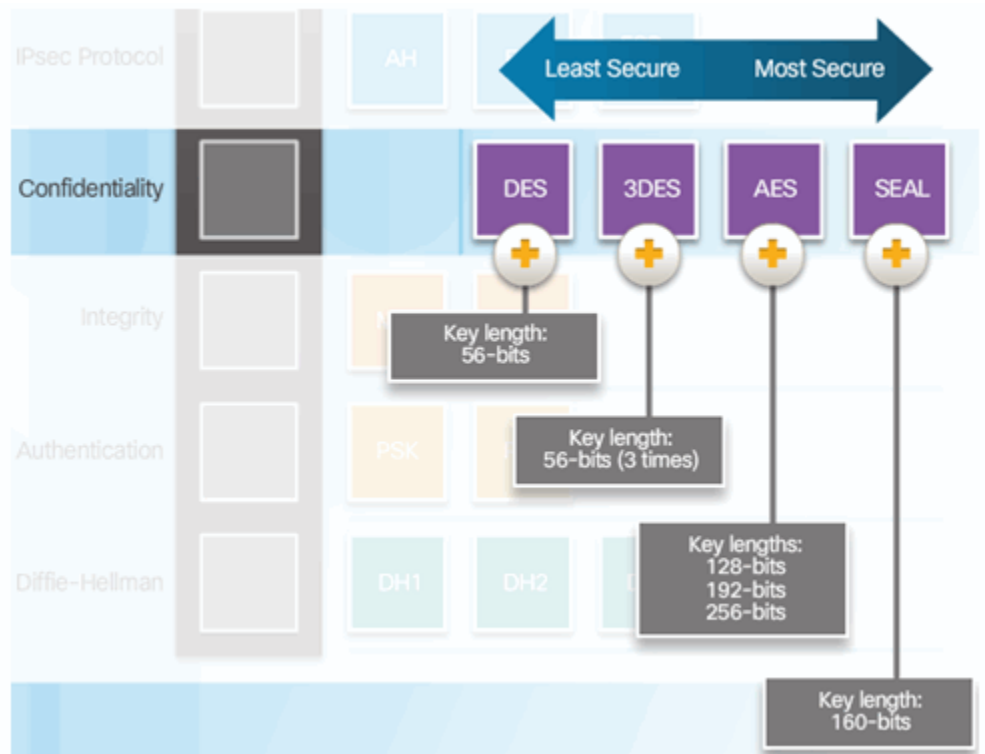 IPsec Protocol
AH
Least Secure
Most Secure
Confidentiality
DES
3DES
AES
SEAL
Integrity
Key length:
56-bits
Authentication
PSK
Key length:
56-bits (3 times)
Diffie-Hellman
DH1
DH2
Key lengths:
128-bits
192-bits
256-bits
Key length:
160-bits